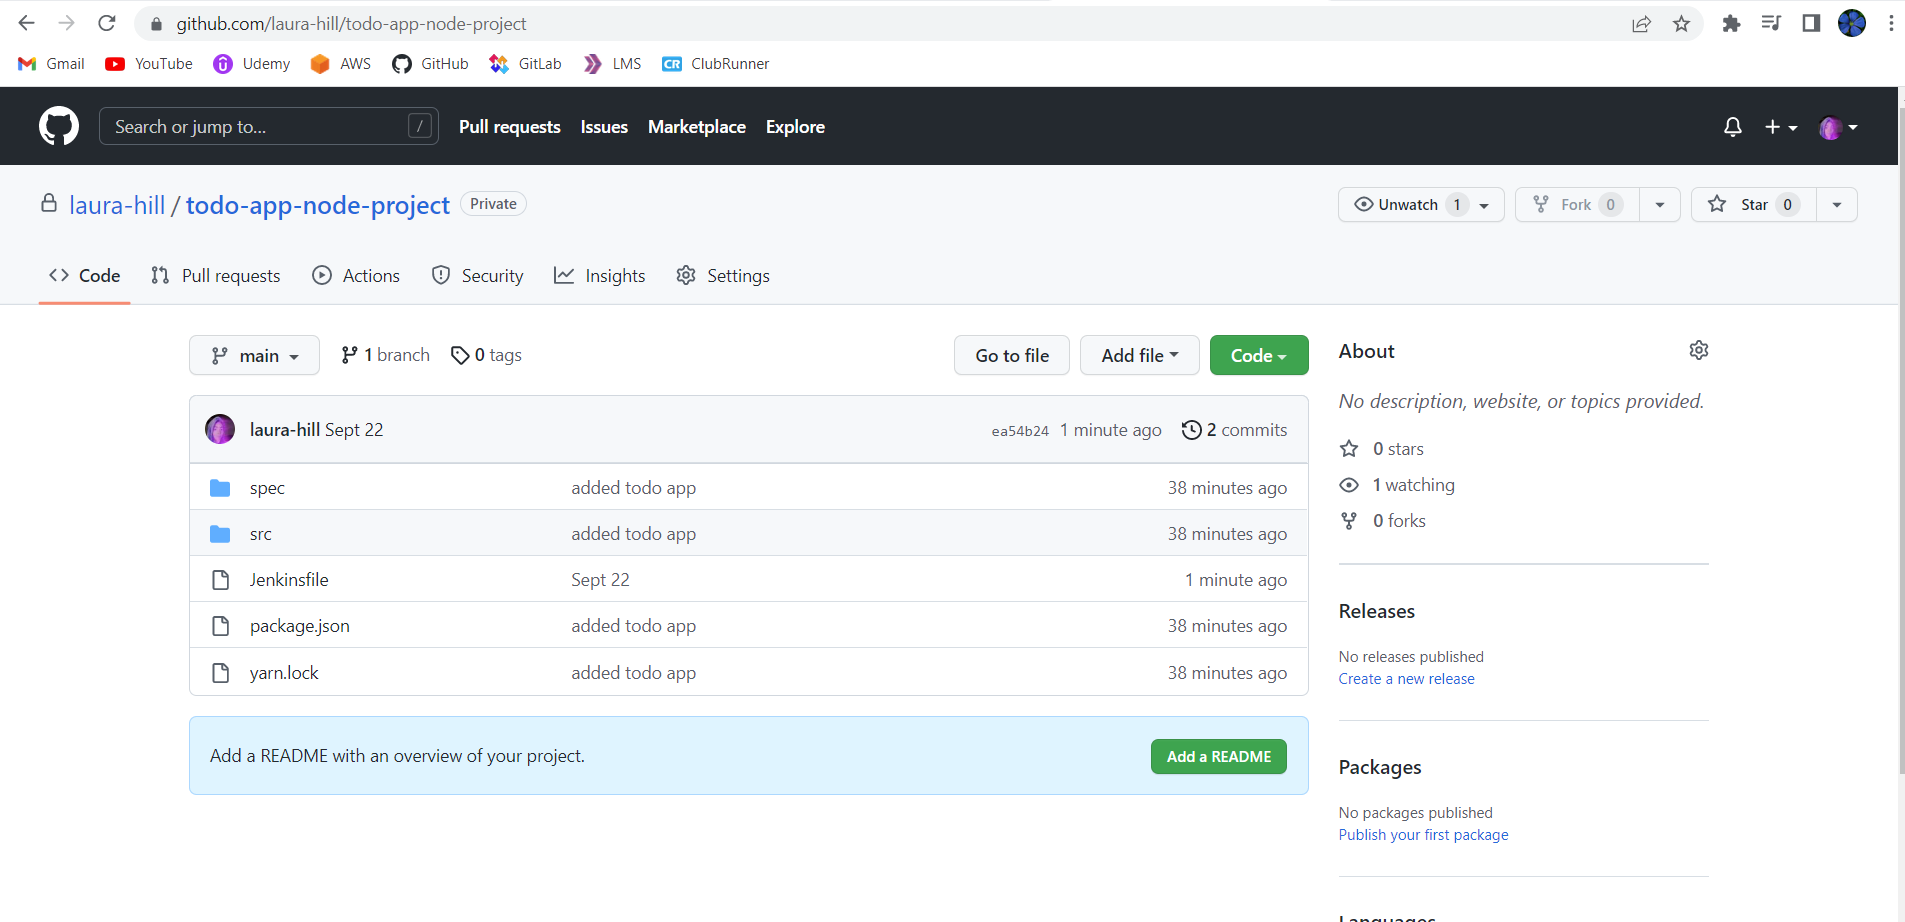 github.com/laura-hill/todo-app-node-project
Gmail YouTube Udemy AWS GitHub GitLab LMS CR ClubRunner
Search or jump to... / Pull requests Issues Marketplace Explore
laura-hill / todo-app-node-project Private Unwatch 1 Fork 0 Star 0
Code Pull requests Actions Security Insights Settings
main 1 branch 0 tags Go to file Add file Code
About
No description, website, or topics provided.
laura-hill Sept 22 ea54b24 1 minute ago 2 commits
0 stars
spec added todo app 38 minutes ago
1 watching
src added todo app 38 minutes ago
0 forks
Jenkinsfile Sept 22 1 minute ago
Releases
package.json added todo app 38 minutes ago
No releases published
yarn.lock added todo app 38 minutes ago
Create a new release
Add a README with an overview of your project. Add a README
Packages
No packages published
Publish your first package
Languages